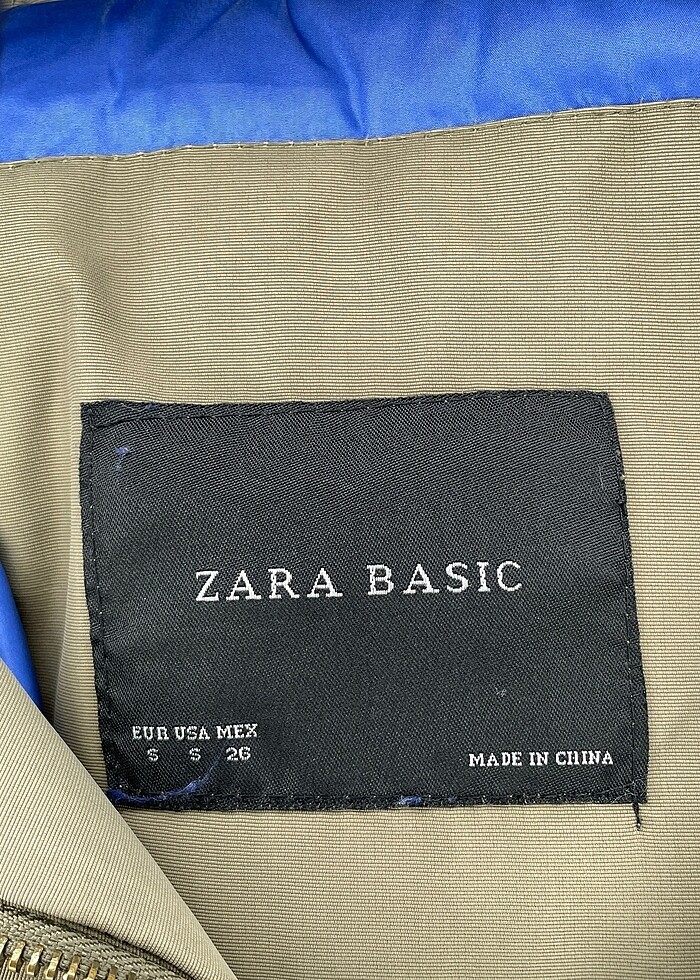 ZARA BASIC
EUR USA MEX
S S 26
MADE IN CHINA